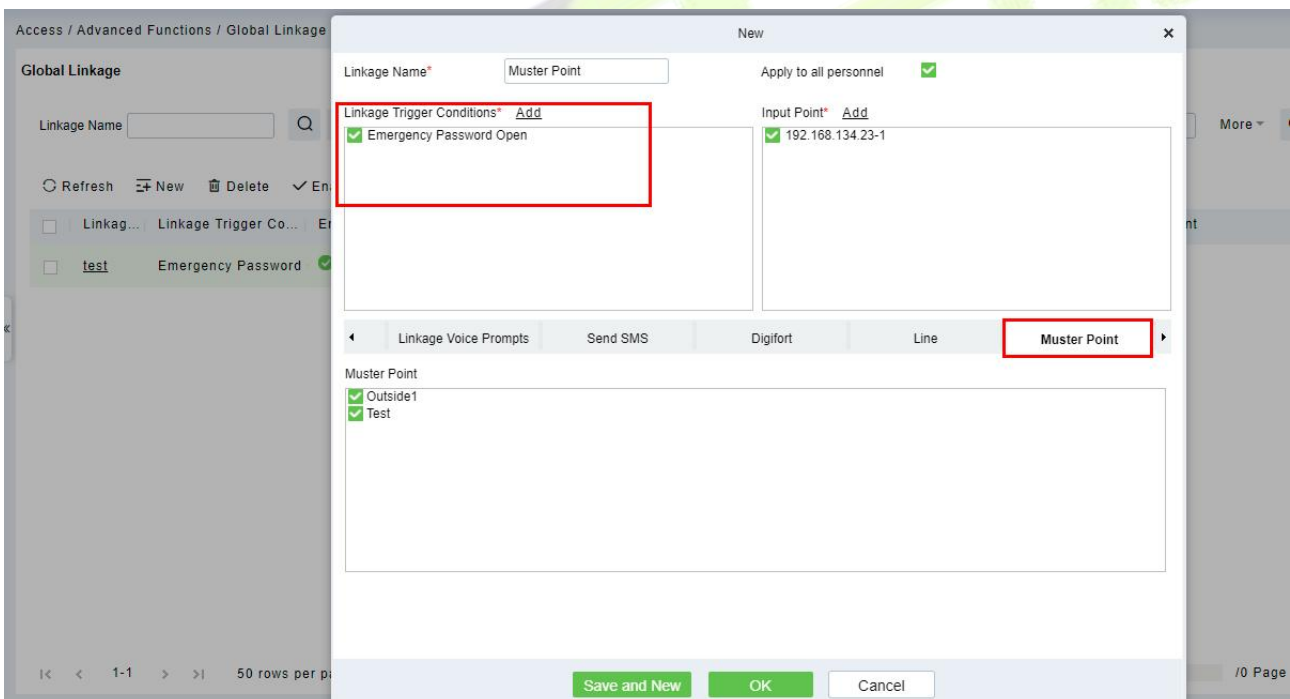 Access / Advanced Functions / Global Linkage
New
Global Linkage
Linkage Name* Muster Point Apply to all personnel
Linkage Trigger Conditions* Add Input Point* Add
Emergency Password Open 192.168.134.23-1
Linkage Name More
Refresh New Delete En
Linkag... Linkage Trigger Co... nt
test Emergency Password
Linkage Voice Prompts Send SMS Digifort Line Muster Point
Muster Point
Outside1
Test
1-1 50 rows per pa /0 Page
Save and New OK Cancel